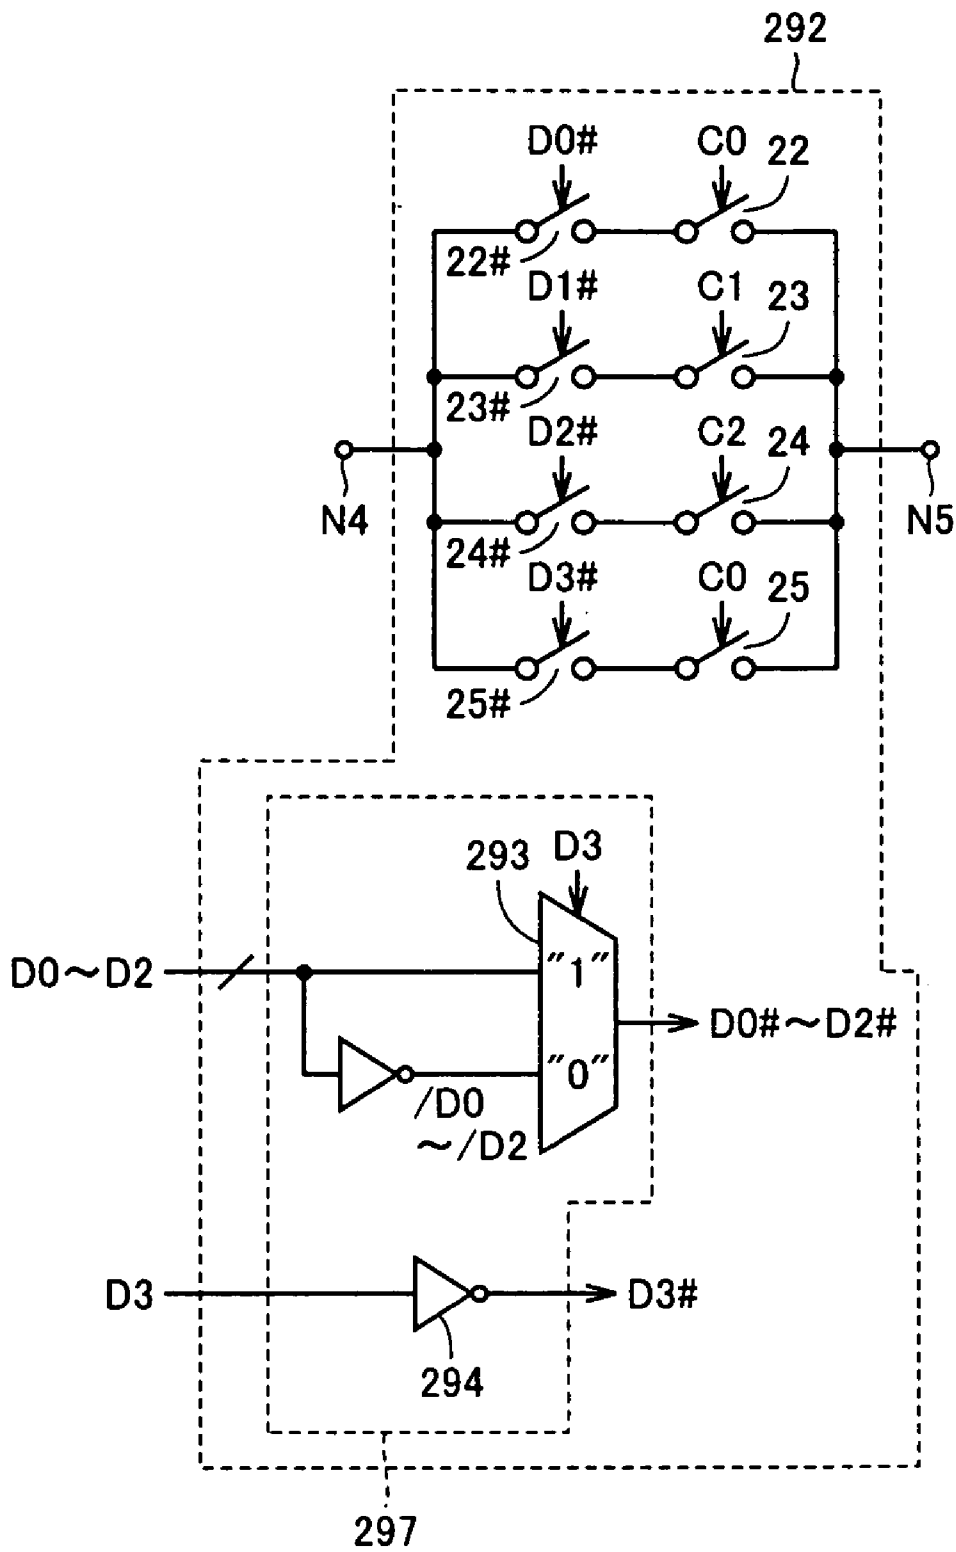 292
D0# C0 22
22#
D1# C1 23
23#
D2# C2 24
N4 N5
24#
D3# C0 25
25#
293 D3
D0～D2 "1"
D0#～D2#
"0"
/D0
～/D2
D3 D3#
294
297